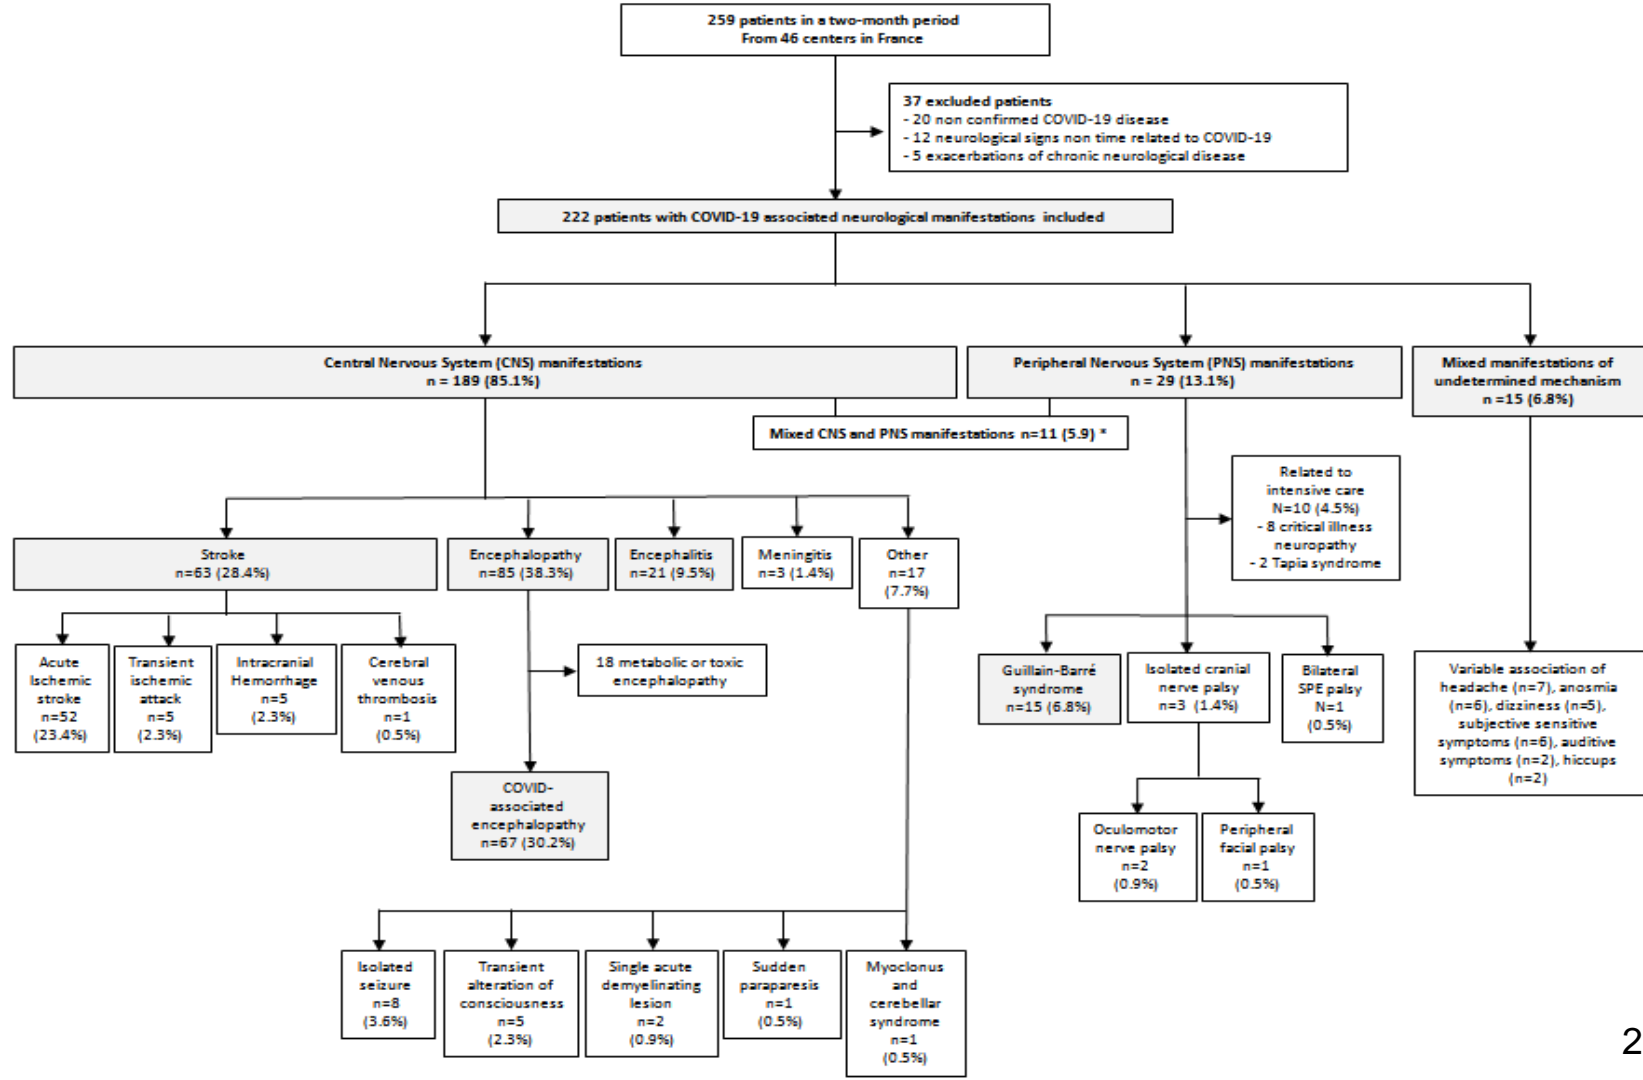 259 patients in a two-month period
From 46 centers in France
37 excluded patients
- 20 non confirmed COVID-19 disease
- 12 neurological signs non time related to COVID-19
- 5 exacerbations of chronic neurological disease
222 patients with COVID-19 associated neurological manifestations included
Central Nervous System (CNS) manifestations
n = 189 (85.1%)
Peripheral Nervous System (PNS) manifestations
n = 29 (13.1%)
Mixed manifestations of
undetermined mechanism
n =15 (6.8%)
Mixed CNS and PNS manifestations n=11 (5.9) *
Related to
intensive care
N=10 (4.5%)
- 8 critical illness
neuropathy
- 2 Tapia syndrome
Stroke
n=63 (28.4%)
Encephalopathy
n=85 (38.3%)
Encephalitis
n=21 (9.5%)
Meningitis
n=3 (1.4%)
Other
n=17
(7.7%)
Acute
Ischemic
stroke
n=52
(23.4%)
Transient
ischemic
attack
n=5
(2.3%)
Intracranial
Hemorrhage
n=5
(2.3%)
Cerebral
venous
thrombosis
n=1
(0.5%)
18 metabolic or toxic
encephalopathy
Guillain-Barré
syndrome
n=15 (6.8%)
Isolated cranial
nerve palsy
n=3 (1.4%)
Bilateral
SPE palsy
N=1
(0.5%)
Variable association of
headache (n=7), anosmia
(n=6), dizziness (n=5),
subjective sensitive
symptoms (n=6), auditive
symptoms (n=2), hiccups
(n=2)
COVID-
associated
encephalopathy
n=67 (30.2%)
Oculomotor
nerve palsy
n=2
(0.9%)
Peripheral
facial palsy
n=1
(0.5%)
Isolated
seizure
n=8
(3.6%)
Transient
alteration of
consciousness
n=5
(2.3%)
Single acute
demyelinating
lesion
n=2
(0.9%)
Sudden
paraparesis
n=1
(0.5%)
Myoclonus
and
cerebellar
syndrome
n=1
(0.5%)
2